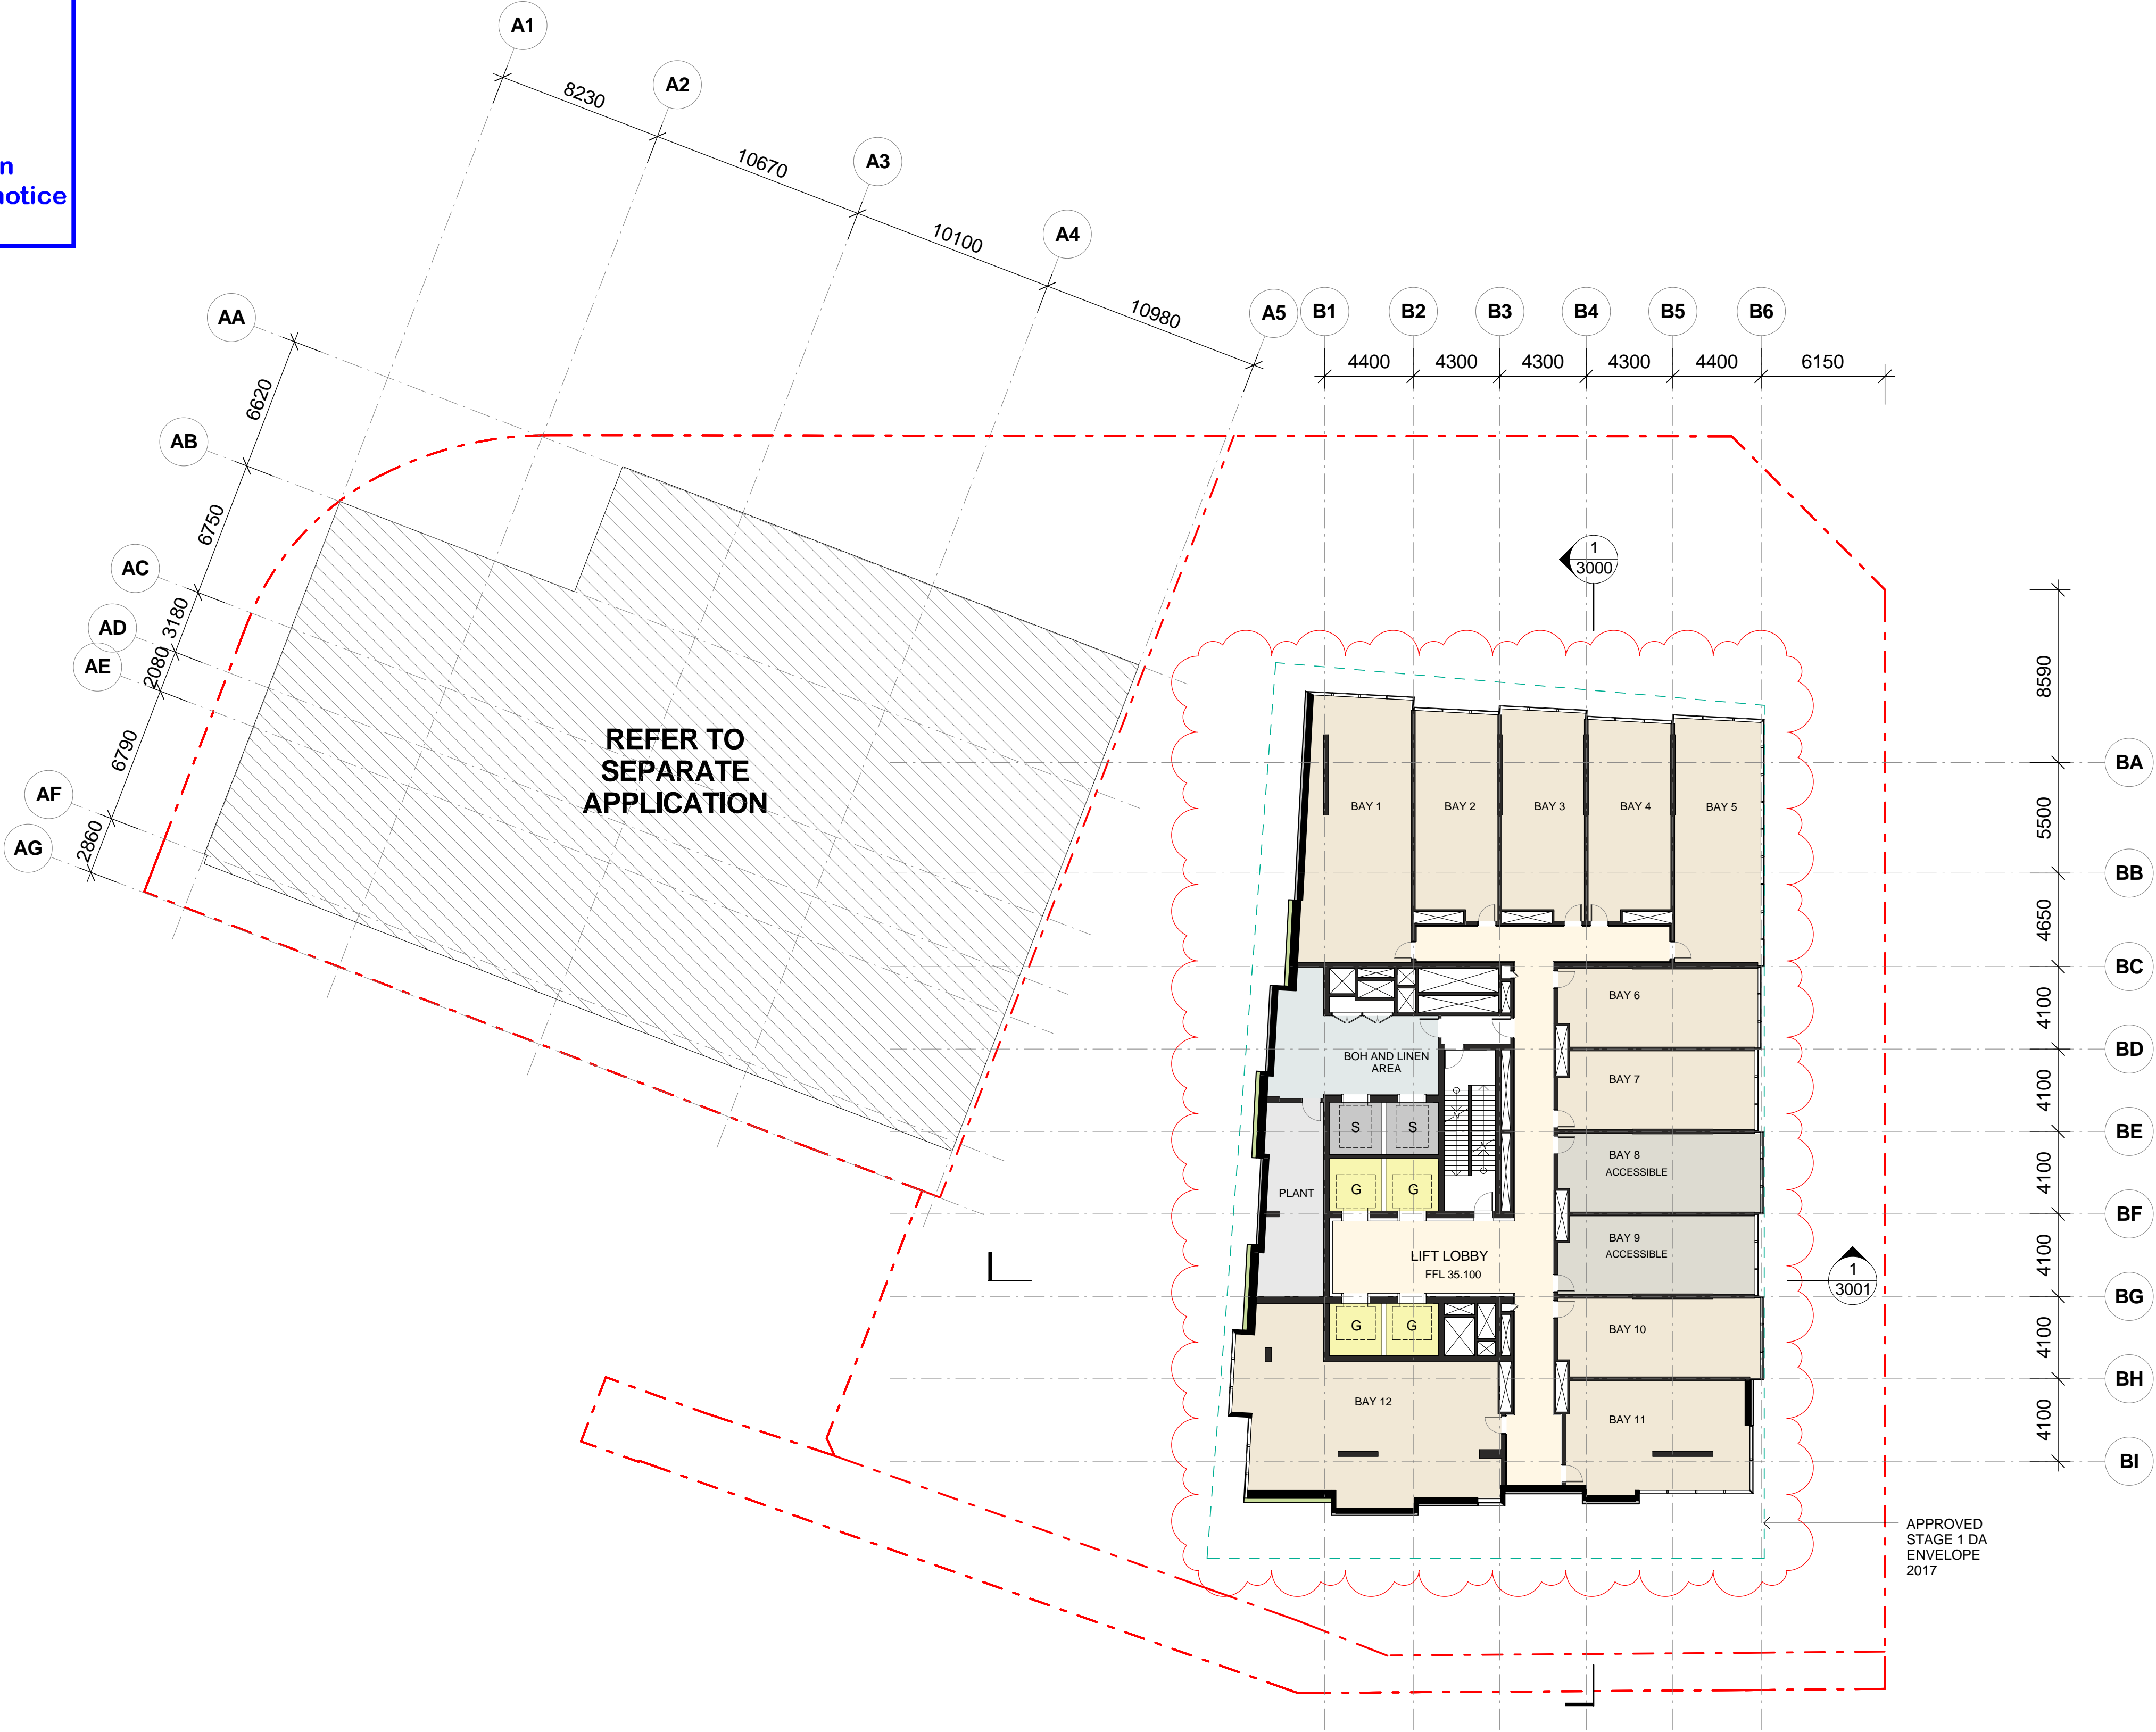 n
notice
A1
A2
A3
A4
A5
B1
B2
B3
B4
B5
B6
8230
10670
10100
10980
4400
4300
4300
4300
4400
6150
AA
AB
AC
AD
AE
AF
AG
6620
6750
3180
2080
6790
2860
REFER TO
SEPARATE
APPLICATION
1
3000
BAY 1
BAY 2
BAY 3
BAY 4
BAY 5
BAY 6
BAY 7
BAY 8
ACCESSIBLE
BAY 9
ACCESSIBLE
BAY 10
BAY 11
BAY 12
BOH AND LINEN
AREA
S
S
G
G
PLANT
LIFT LOBBY
FFL 35.100
G
G
1
3001
8590
5500
4650
4100
4100
4100
4100
4100
4100
BA
BB
BC
BD
BE
BF
BG
BH
BI
APPROVED
STAGE 1 DA
ENVELOPE
2017